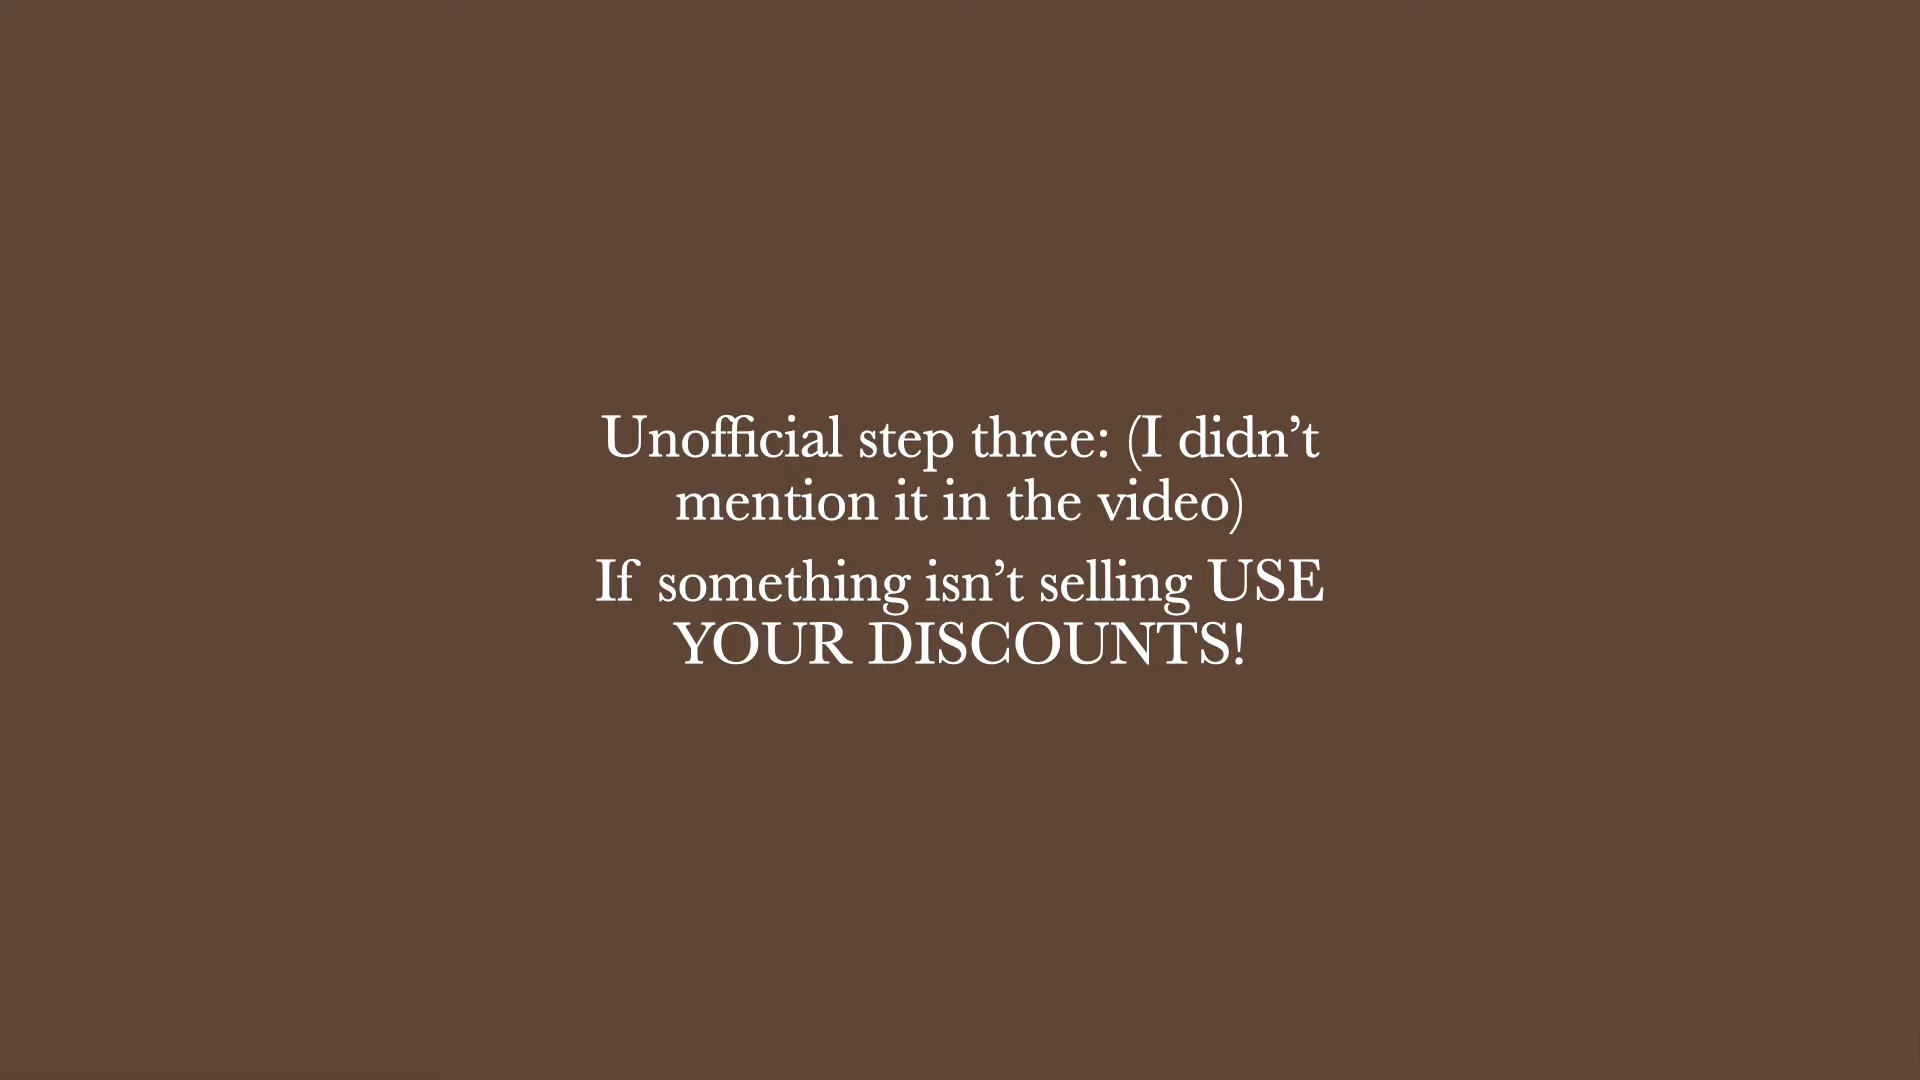 Unofficial step three: (I didn’t
mention it in the video)
If something isn’t selling USE
YOUR DISCOUNTS!